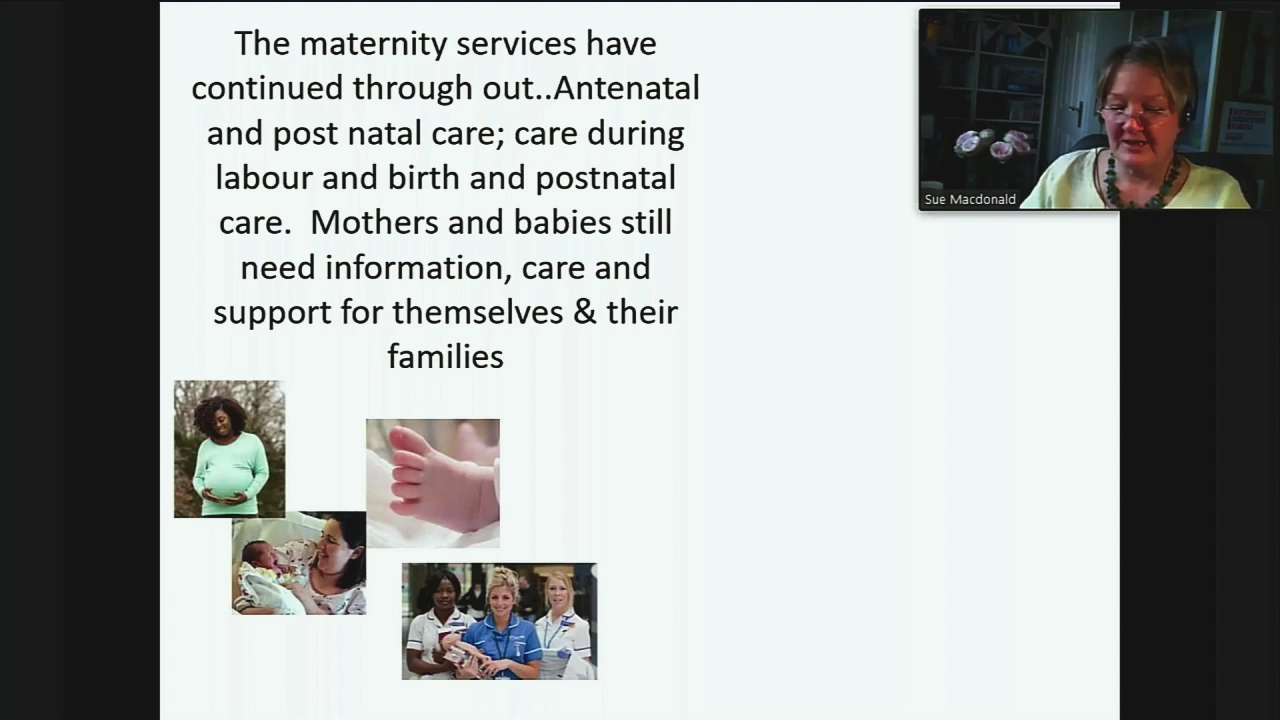 The maternity services have
continued through out..Antenatal
and post natal care; care during
labour and birth and postnatal
care.  Mothers and babies still
need information, care and
support for themselves & their
families
Sue Macdonald